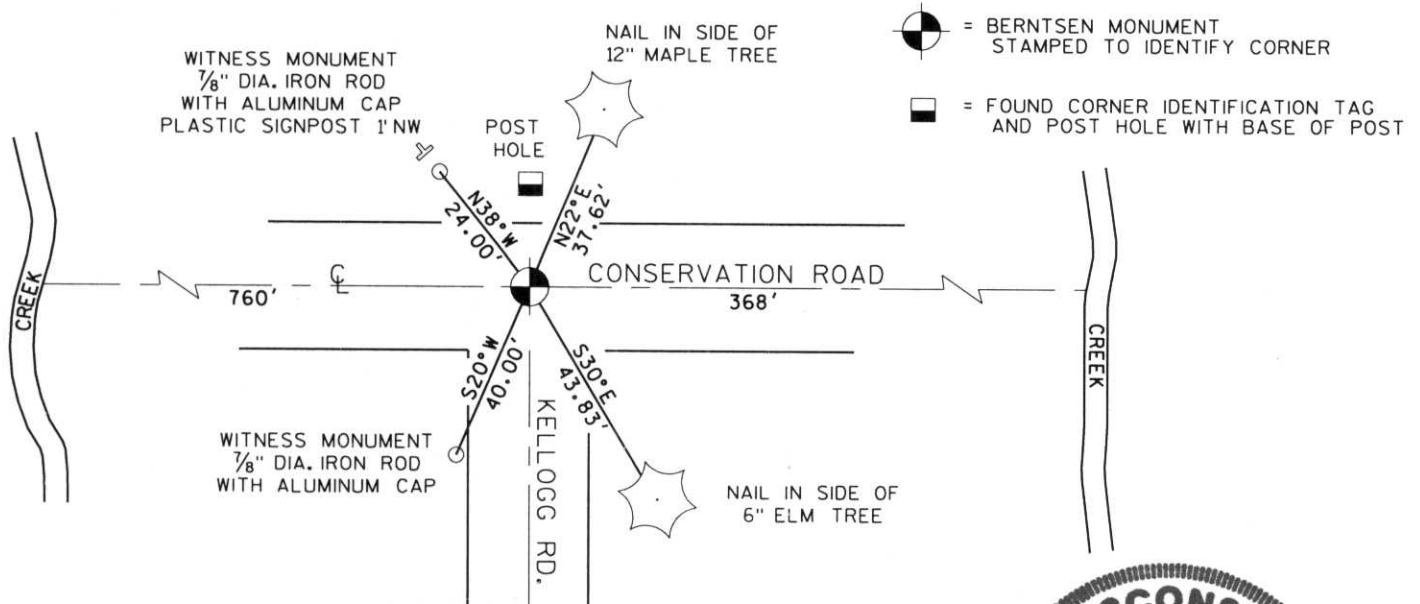 NAIL IN SIDE OF
12" MAPLE TREE
= BERNTSEN MONUMENT
STAMPED TO IDENTIFY CORNER
WITNESS MONUMENT
7/8" DIA. IRON ROD
WITH ALUMINUM CAP
PLASTIC SIGNPOST 1' NW
POST
HOLE
= FOUND CORNER IDENTIFICATION TAG
AND POST HOLE WITH BASE OF POST
N38°W
24.00'
N22°E
37.62'
CREEK
760'
CONSERVATION ROAD
368'
CREEK
S20°W
40.00'
S30°E
43.83'
KELLOGG RD.
WITNESS MONUMENT
7/8" DIA. IRON ROD
WITH ALUMINUM CAP
NAIL IN SIDE OF
6" ELM TREE